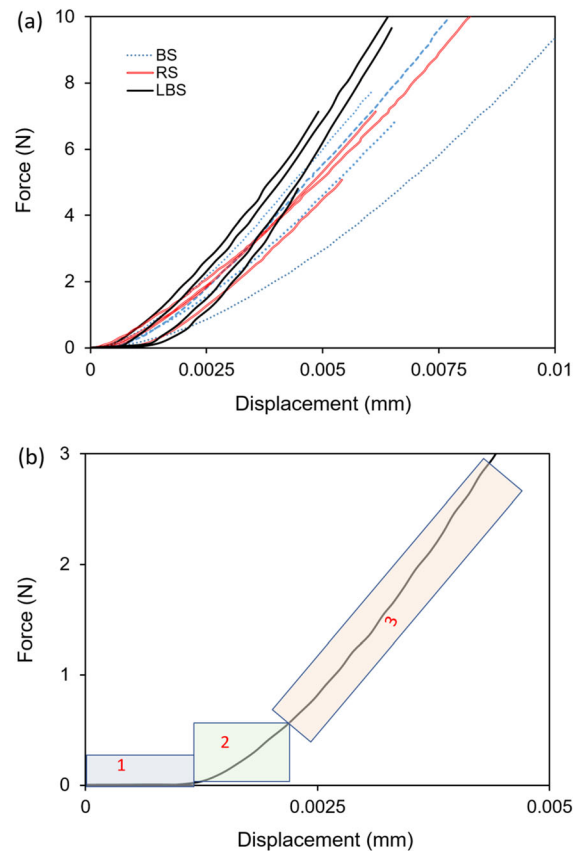 (a)
10
8
6
4
2
0
Force (N)
BS
RS
LBS
0 0.0025 0.005 0.0075 0.01
Displacement (mm)
(b)
3
2
1
0
Force (N)
1
2
3
0 0.0025 0.005
Displacement (mm)